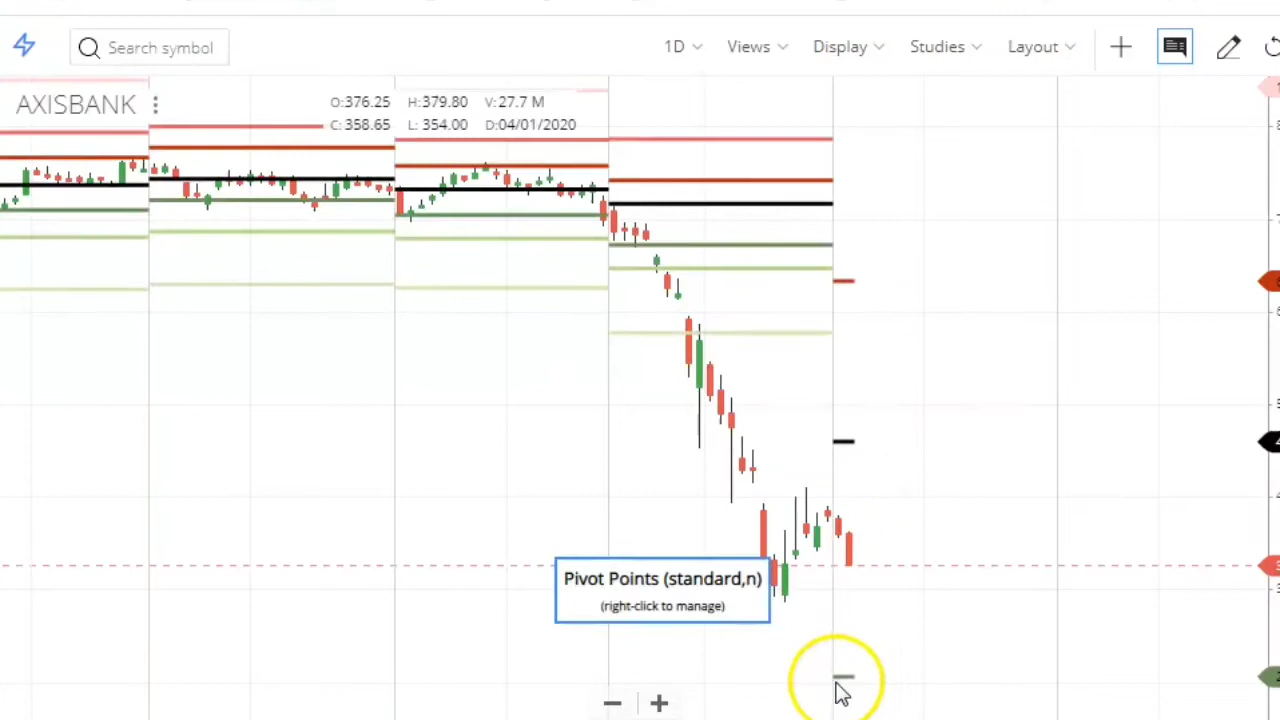 Search symbol
1D
Views
Display
Studies
Layout
AXISBANK
O:376.25 H:379.80 V:27.7 M
C:358.65 L: 354.00 D:04/01/2020
Pivot Points (standard,n)
(right-click to manage)